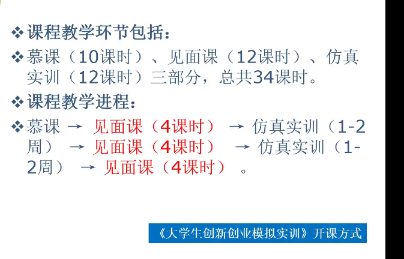 ❖课程教学环节包括：
❖慕课（10课时）、见面课（12课时）、仿真
实训（12课时）三部分，总共34课时。
❖课程教学进程：
❖慕课 → 见面课（4课时） → 仿真实训（1-2
周） → 见面课（4课时） → 仿真实训（1-
2周） → 见面课（4课时） 。
《大学生创新创业模拟实训》开课方式